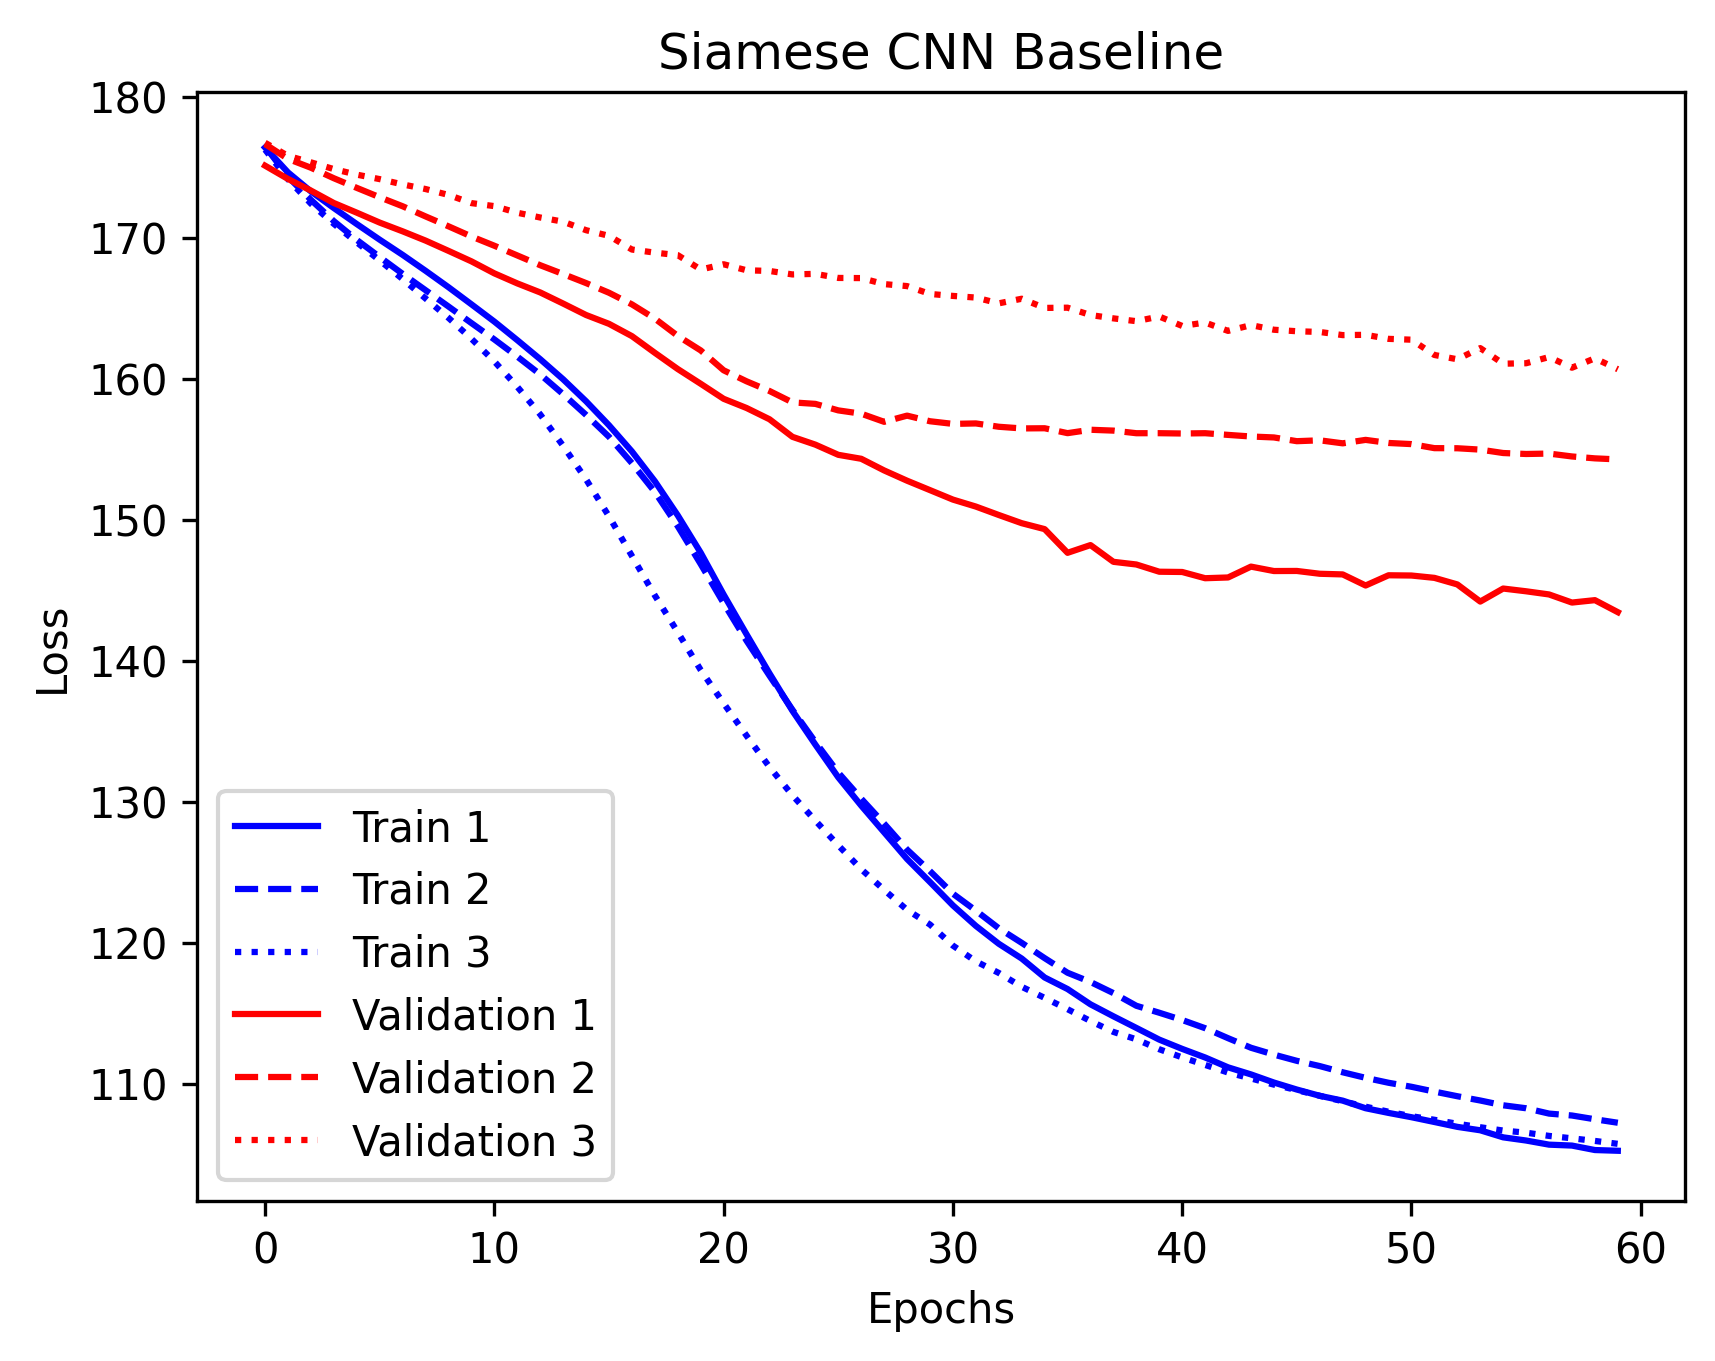 Siamese CNN Baseline
180
170
160
150
140
130
120
110
Loss
Train 1
Train 2
Train 3
Validation 1
Validation 2
Validation 3
0 10 20 30 40 50 60
Epochs